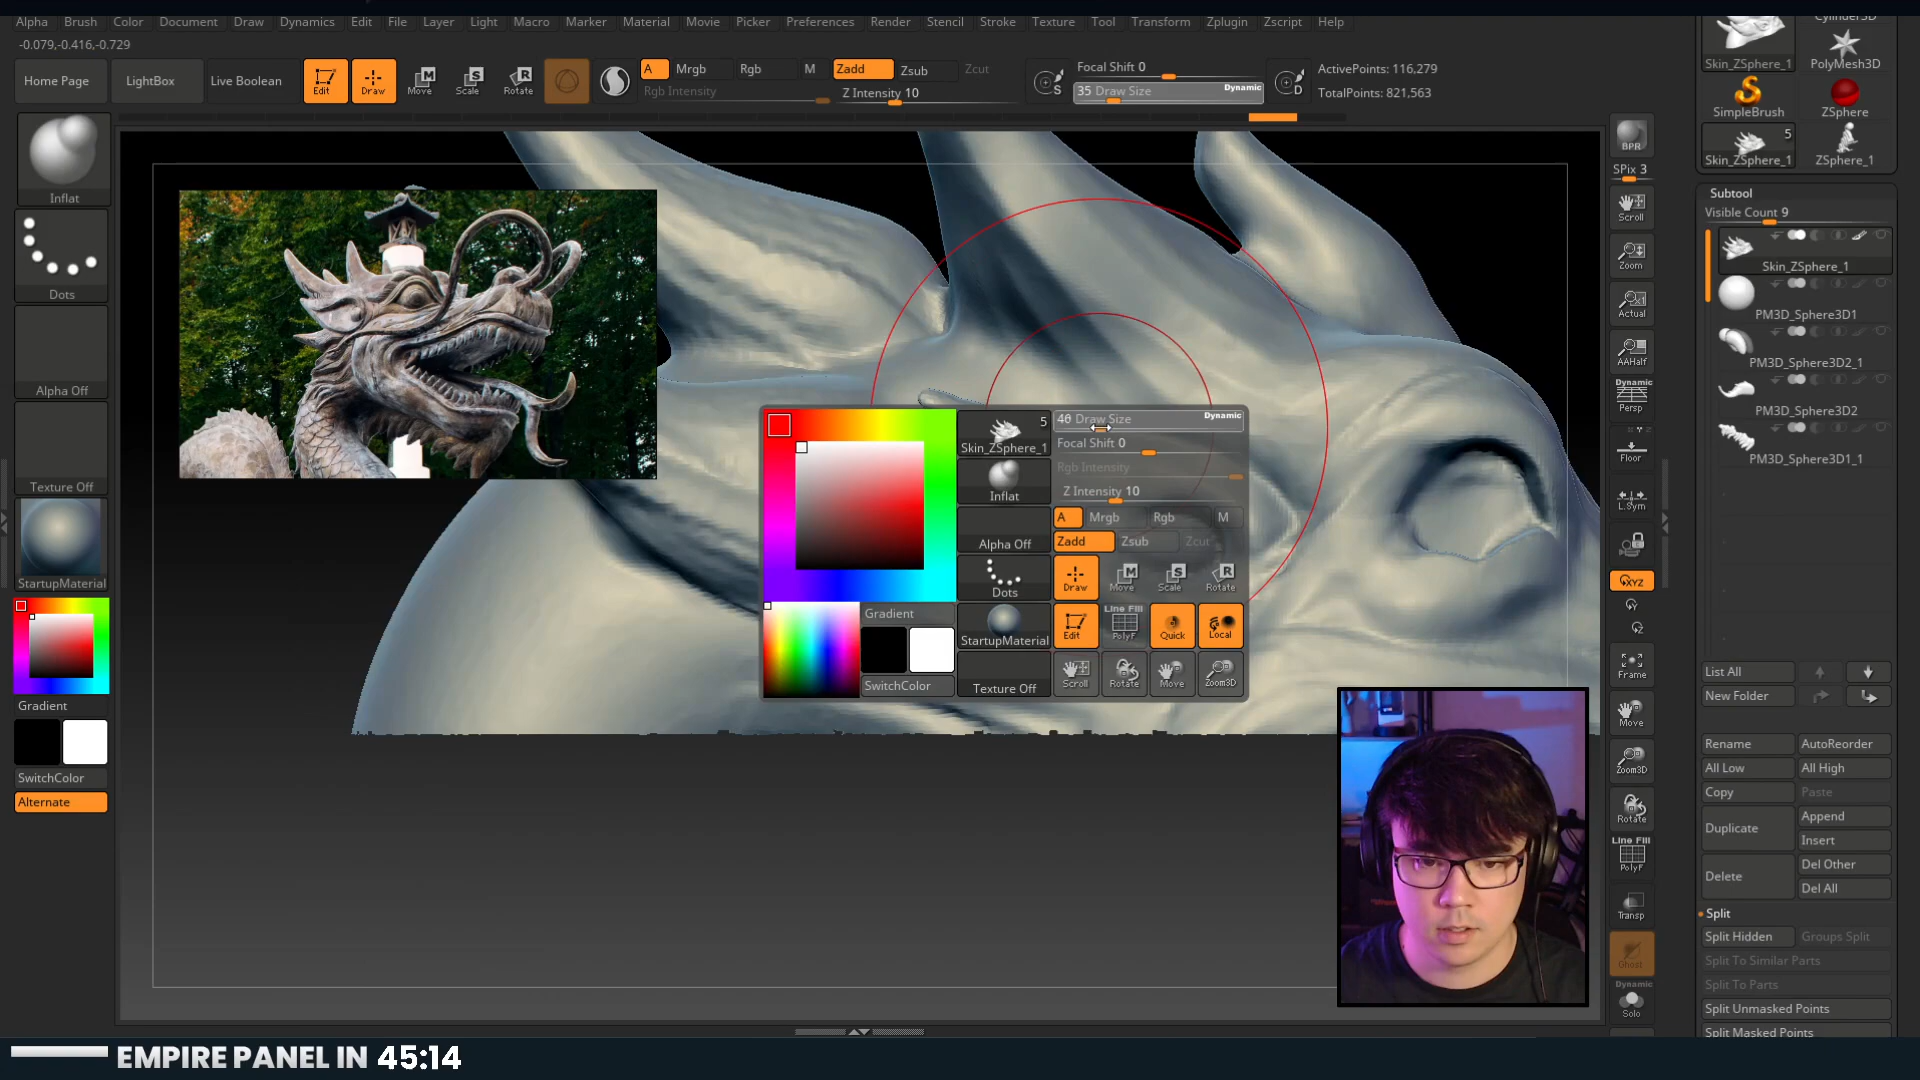 Alpha Brush Color Document Draw Dynamics Edit File Layer Light Macro Marker Material Movie Picker Preferences Render Stencil Stroke Texture Tool Transform Zplugin Zscript Help
-0.079,-0.416,-0.729
Home Page LightBox Live Boolean Edit Draw Move Scale Rotate
A Mrgb Rgb M Zadd Zsub Zcut
Rgb Intensity Z Intensity 10
Focal Shift 0
35 Draw Size Dynamic
ActivePoints: 116,279
TotalPoints: 821,563
S
D
Inflat
Dots
Alpha Off
Texture Off
StartupMaterial
Gradient
SwitchColor
Alternate
5
Skin_ZSphere_1
Inflat
Alpha Off
Dots
StartupMaterial
Texture Off
Gradient
SwitchColor
Draw Size Dynamic
Focal Shift 0
Rgb Intensity
Z Intensity 10
A Mrgb Rgb M
Zadd Zsub Zcut
Draw Move Scale Rotate
Line Fill
Edit PolyF Quick Local
Scroll Rotate Move Zoom3D
BPR
SPix 3
Scroll
Zoom
Actual
AAHalf
Dynamic
Persp
Floor
L.Sym
XYZ
Frame
Move
Zoom3D
Rotate
Line Fill
PolyF
Transp
Ghost
Dynamic
Solo
Cylinder3D
Skin_ZSphere_1 PolyMesh3D
SimpleBrush ZSphere
5
Skin_ZSphere_1 ZSphere_1
Subtool
Visible Count 9
Skin_ZSphere_1
PM3D_Sphere3D1
PM3D_Sphere3D2_1
PM3D_Sphere3D2
PM3D_Sphere3D1_1
List All
New Folder
Rename AutoReorder
All Low All High
Copy Paste
Duplicate Append
Insert
Delete Del Other
Del All
Split
Split Hidden Groups Split
Split To Similar Parts
Split To Parts
Split Unmasked Points
Split Masked Points
EMPIRE PANEL IN 45:14